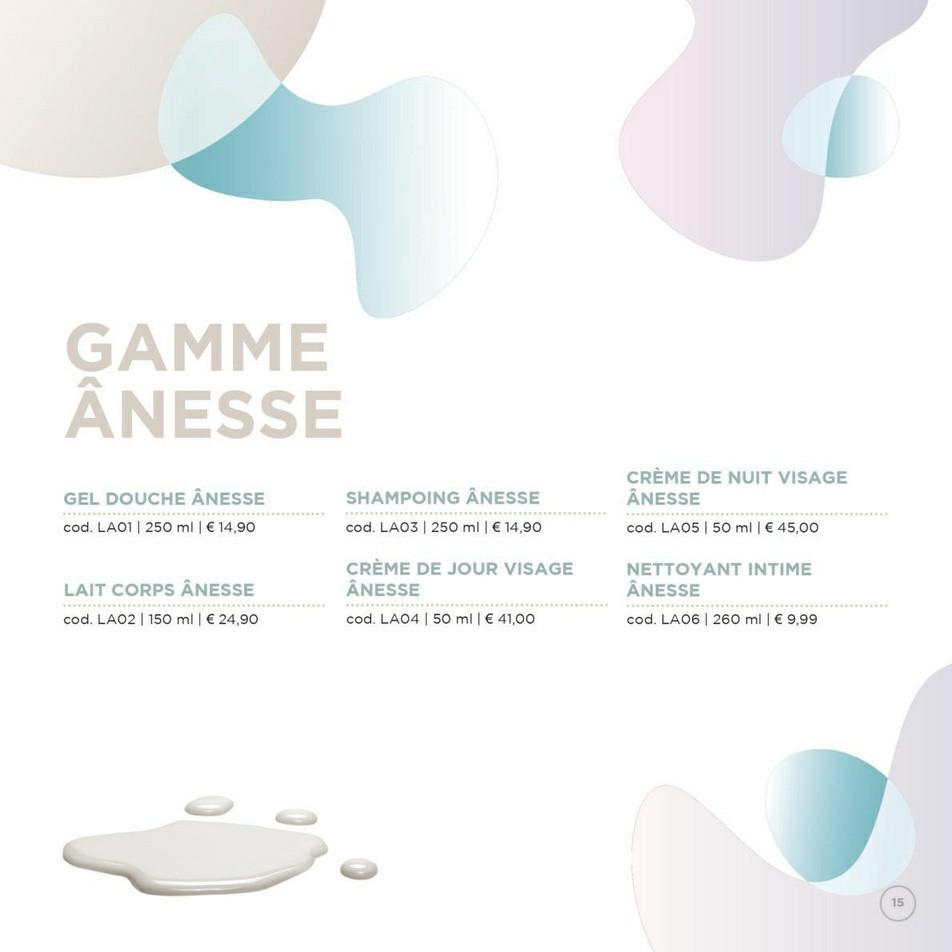 GAMME
ÂNESSE
GEL DOUCHE ÂNESSE
cod. LA01 | 250 ml | € 14,90
LAIT CORPS ÂNESSE
cod. LA02 | 150 ml | € 24,90
SHAMPOING ÂNESSE
cod. LA03 | 250 ml | € 14,90
CRÈME DE JOUR VISAGE
ÂNESSE
cod. LA04 | 50 ml | € 41,00
CRÈME DE NUIT VISAGE
ÂNESSE
cod. LA05 | 50 ml | € 45,00
NETTOYANT INTIME
ÂNESSE
cod. LA06 | 260 ml | € 9,99
15